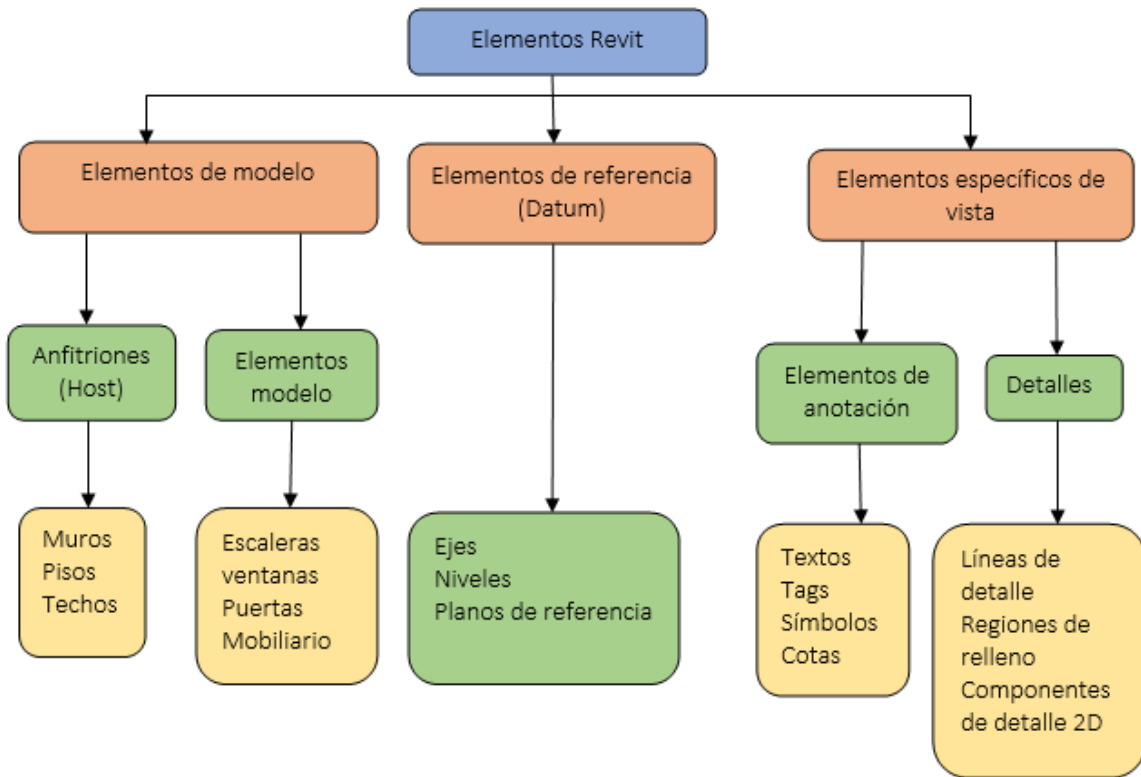 Elementos Revit
Elementos de modelo
Elementos de referencia
(Datum)
Elementos específicos de
vista
Anfitriones
(Host)
Elementos
modelo
Elementos de
anotación
Detalles
Muros
Pisos
Techos
Escaleras
ventanas
Puertas
Mobiliario
Ejes
Niveles
Planos de referencia
Textos
Tags
Símbolos
Cotas
Líneas de
detalle
Regiones de
relleno
Componentes
de detalle 2D